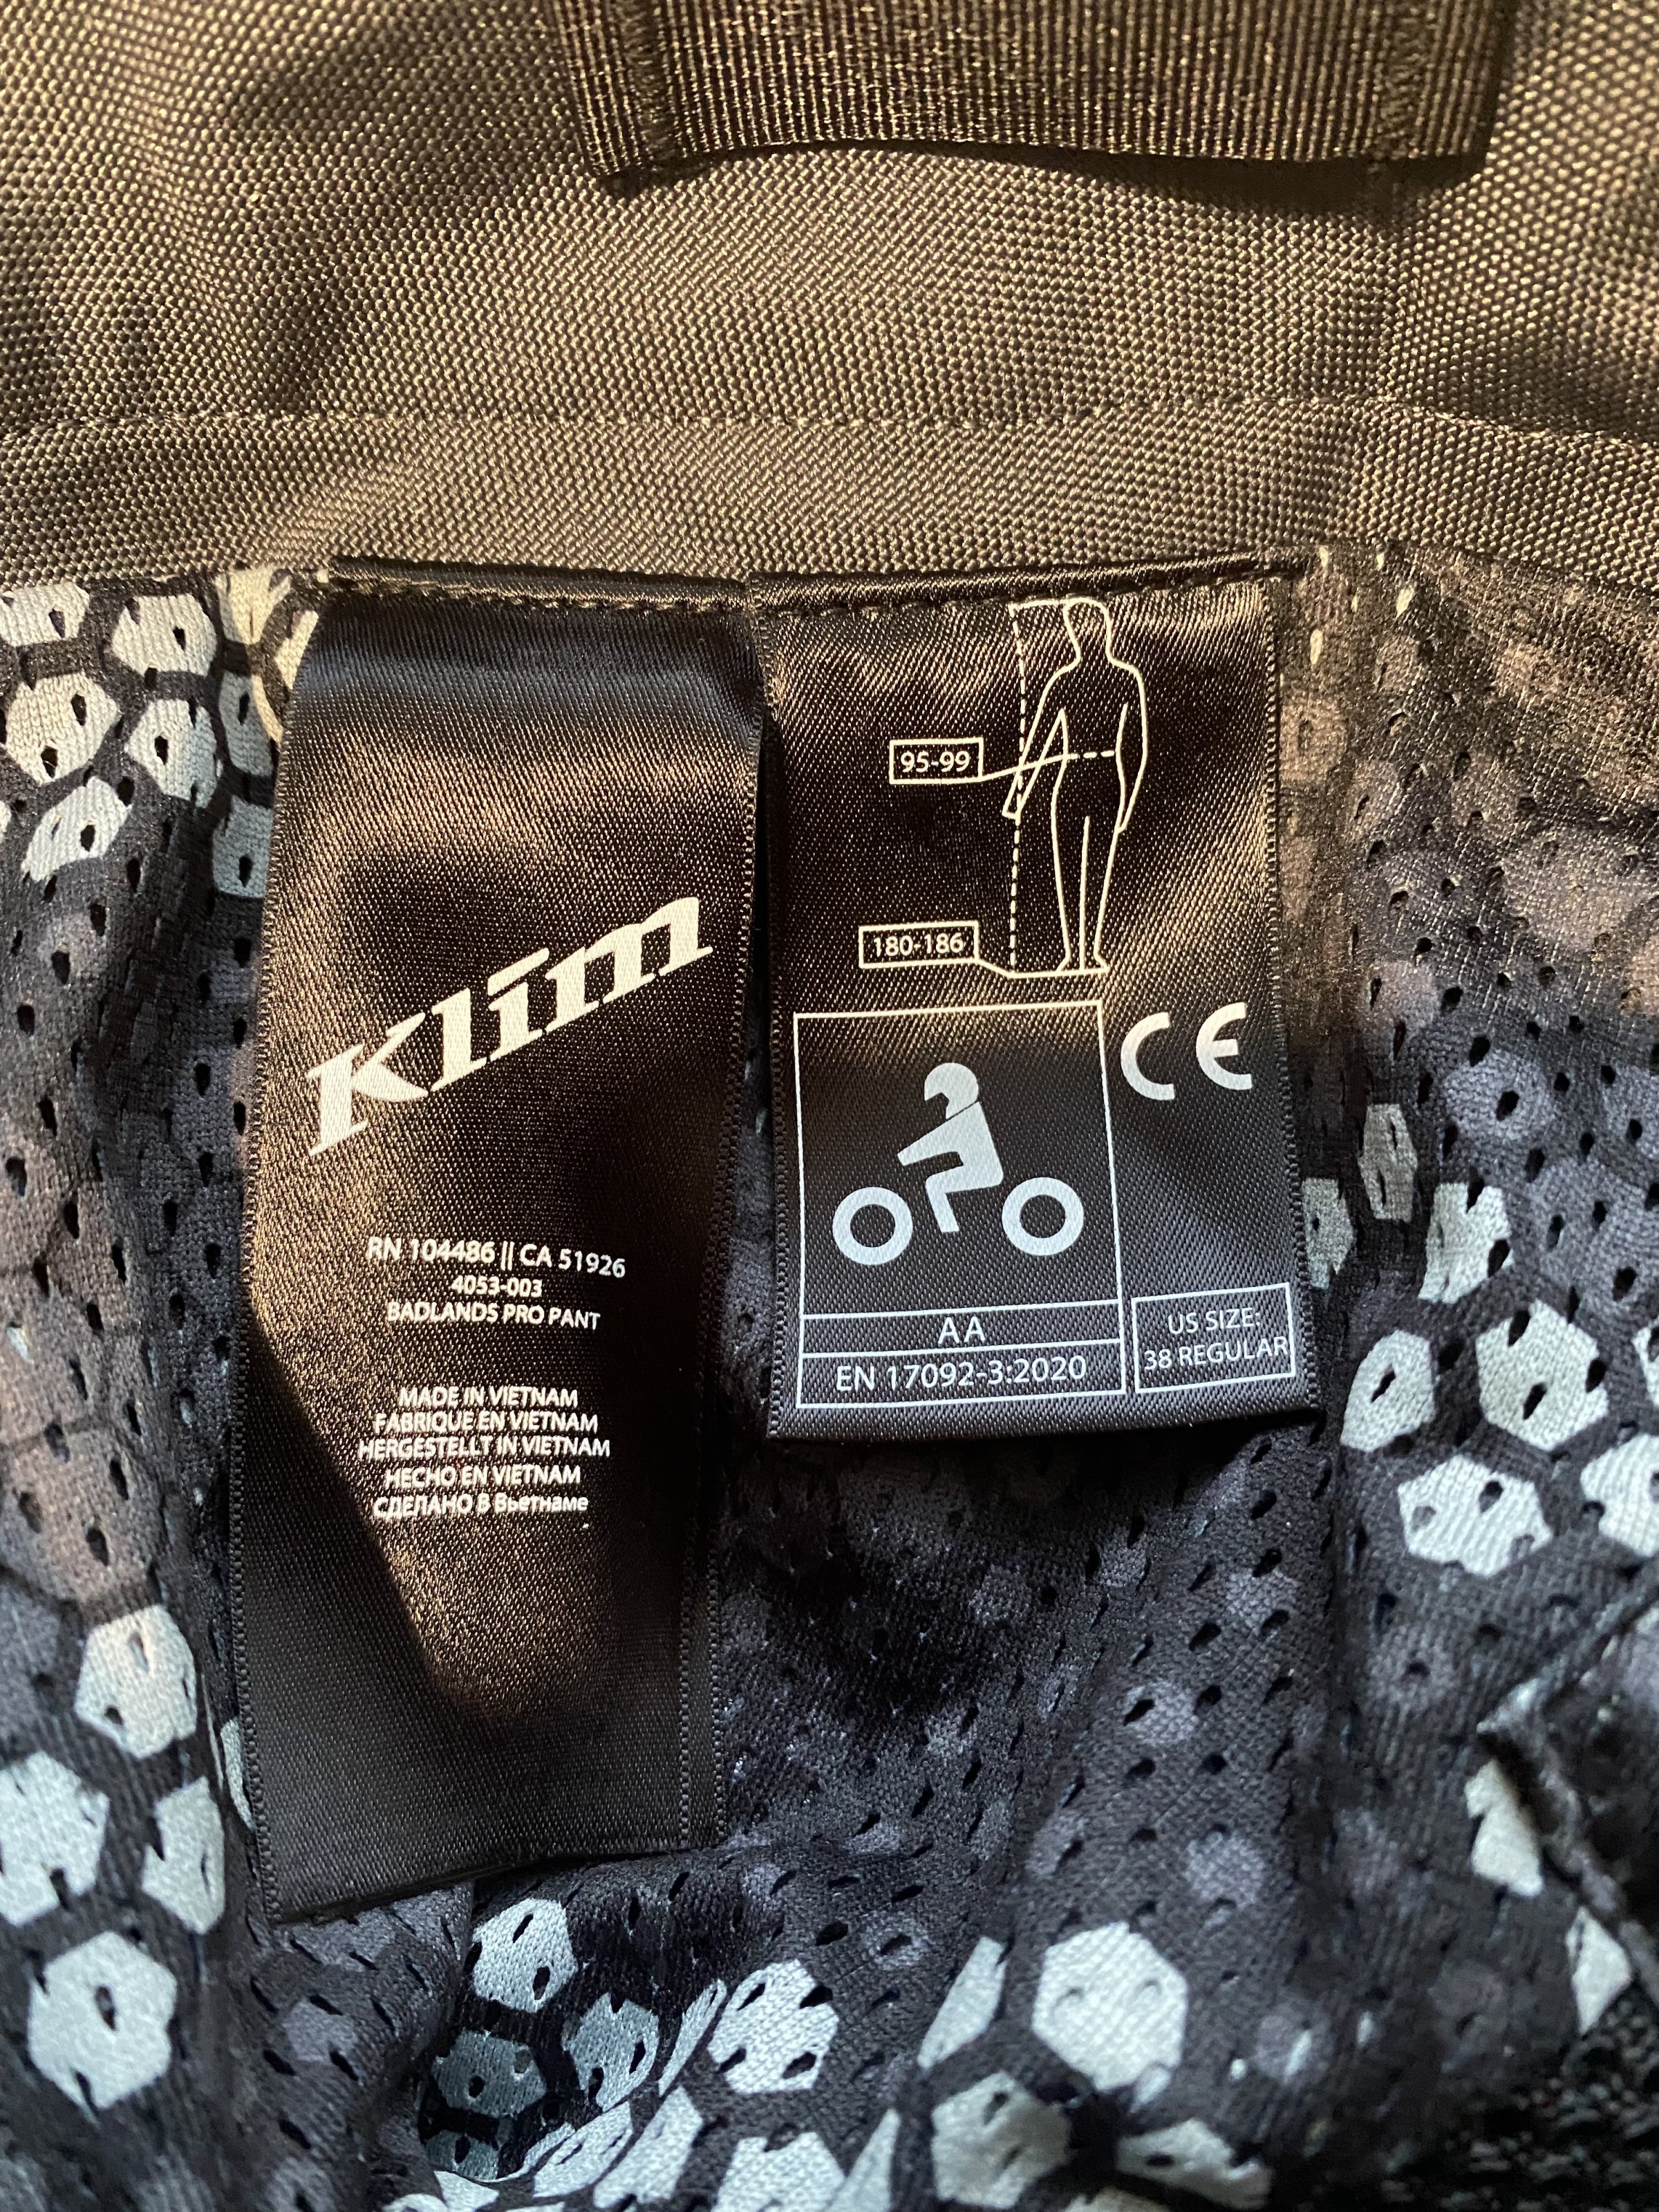 Klim
RN 104486 || CA 51926
4053-003
BADLANDS PRO PANT
MADE IN VIETNAM
FABRIQUE EN VIETNAM
HERGESTELLT IN VIETNAM
HECHO EN VIETNAM
СДЕЛАНО В Вьетнаме
95-99
180-186
CE
AA
EN 17092-3:2020
US SIZE:
38 REGULAR